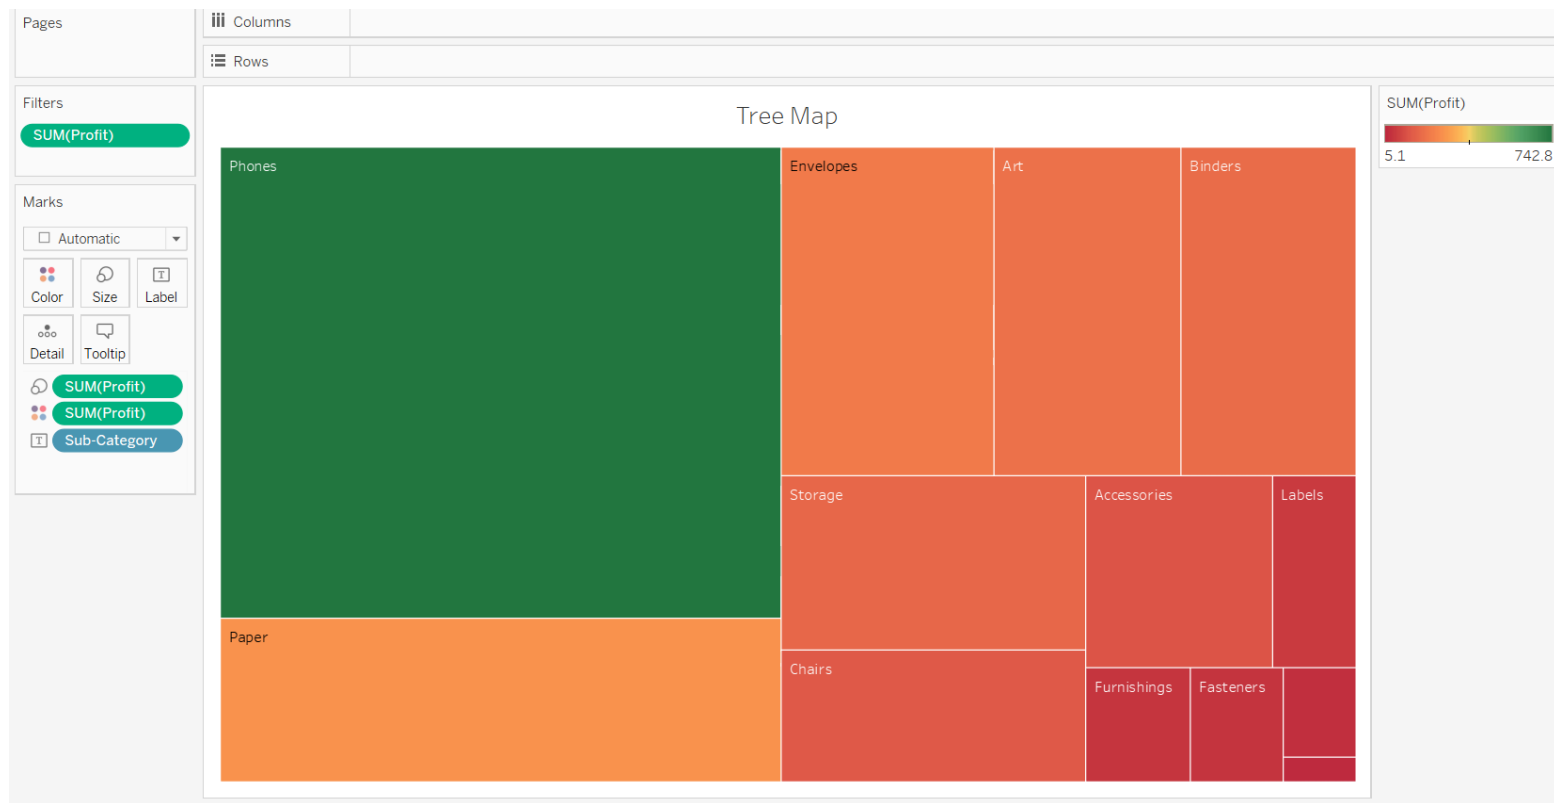 Pages
Columns
Rows
Filters
SUM(Profit)
Marks
Automatic
Color
Size
T
Label
Detail
Tooltip
SUM(Profit)
SUM(Profit)
T
Sub-Category
Tree Map
Phones
Envelopes
Art
Binders
Storage
Accessories
Labels
Paper
Chairs
Furnishings
Fasteners
SUM(Profit)
5.1
742.8